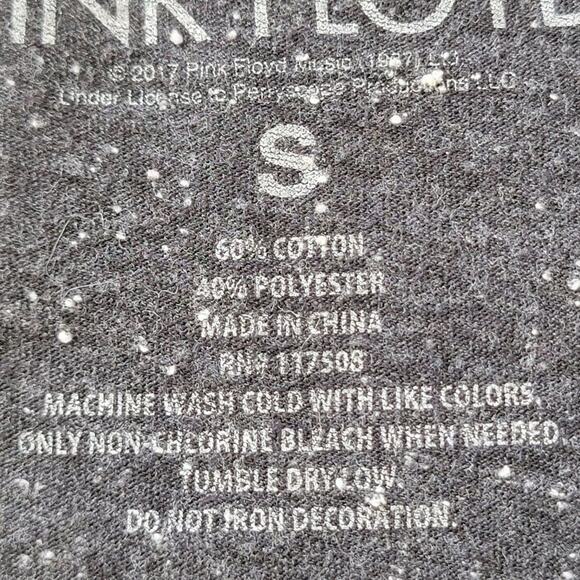 INK FLOYD
© 2017 Pink Floyd Music (1987) Ltd.
Under License to Perryscope Productions LLC
S
60% COTTON
40% POLYESTER
MADE IN CHINA
RN# 117508
MACHINE WASH COLD WITH LIKE COLORS.
ONLY NON-CHLORINE BLEACH WHEN NEEDED.
TUMBLE DRY LOW.
DO NOT IRON DECORATION.